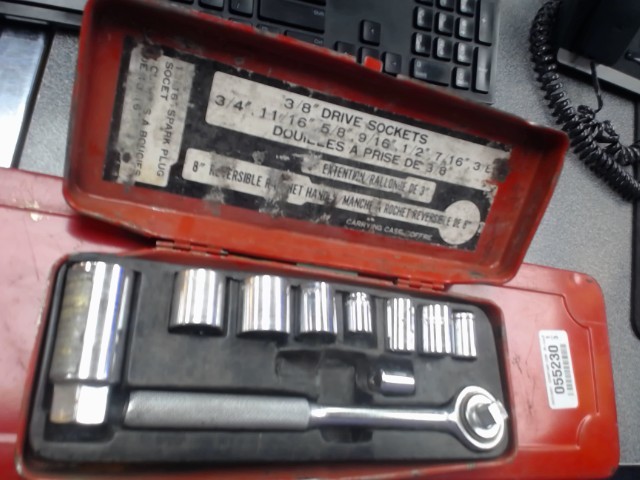 SPARK PLUG
SOCKET
3/8" DRIVE SOCKETS
3/4", 11/16" 5/8" 9/16" 1/2" 7/16" 3/8"
DOUILLES À PRISE DE 3/8"
EXTENTION/RALLONGE DE 3"
8" REVERSIBLE RATCHET HANDLE/MANCHE À ROCHET RÉVERSIBLE DE 8"
CARRYING CASE/COFFRE
055230